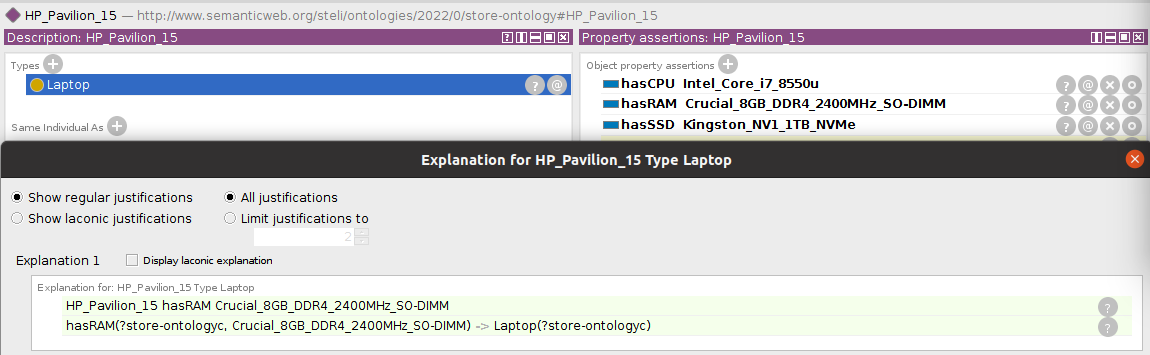 HP_Pavilion_15 — http://www.semanticweb.org/steli/ontologies/2022/0/store-ontology#HP_Pavilion_15
Description: HP_Pavilion_15
Types
Laptop
Same Individual As
Property assertions: HP_Pavilion_15
Object property assertions
hasCPU Intel_Core_i7_8550u
hasRAM Crucial_8GB_DDR4_2400MHz_SO-DIMM
hasSSD Kingston_NV1_1TB_NVMe
Explanation for HP_Pavilion_15 Type Laptop
Show regular justifications
Show laconic justifications
All justifications
Limit justifications to
2
Explanation 1
Display laconic explanation
Explanation for: HP_Pavilion_15 Type Laptop
HP_Pavilion_15 hasRAM Crucial_8GB_DDR4_2400MHz_SO-DIMM
hasRAM(?store-ontologyc, Crucial_8GB_DDR4_2400MHz_SO-DIMM) -> Laptop(?store-ontologyc)